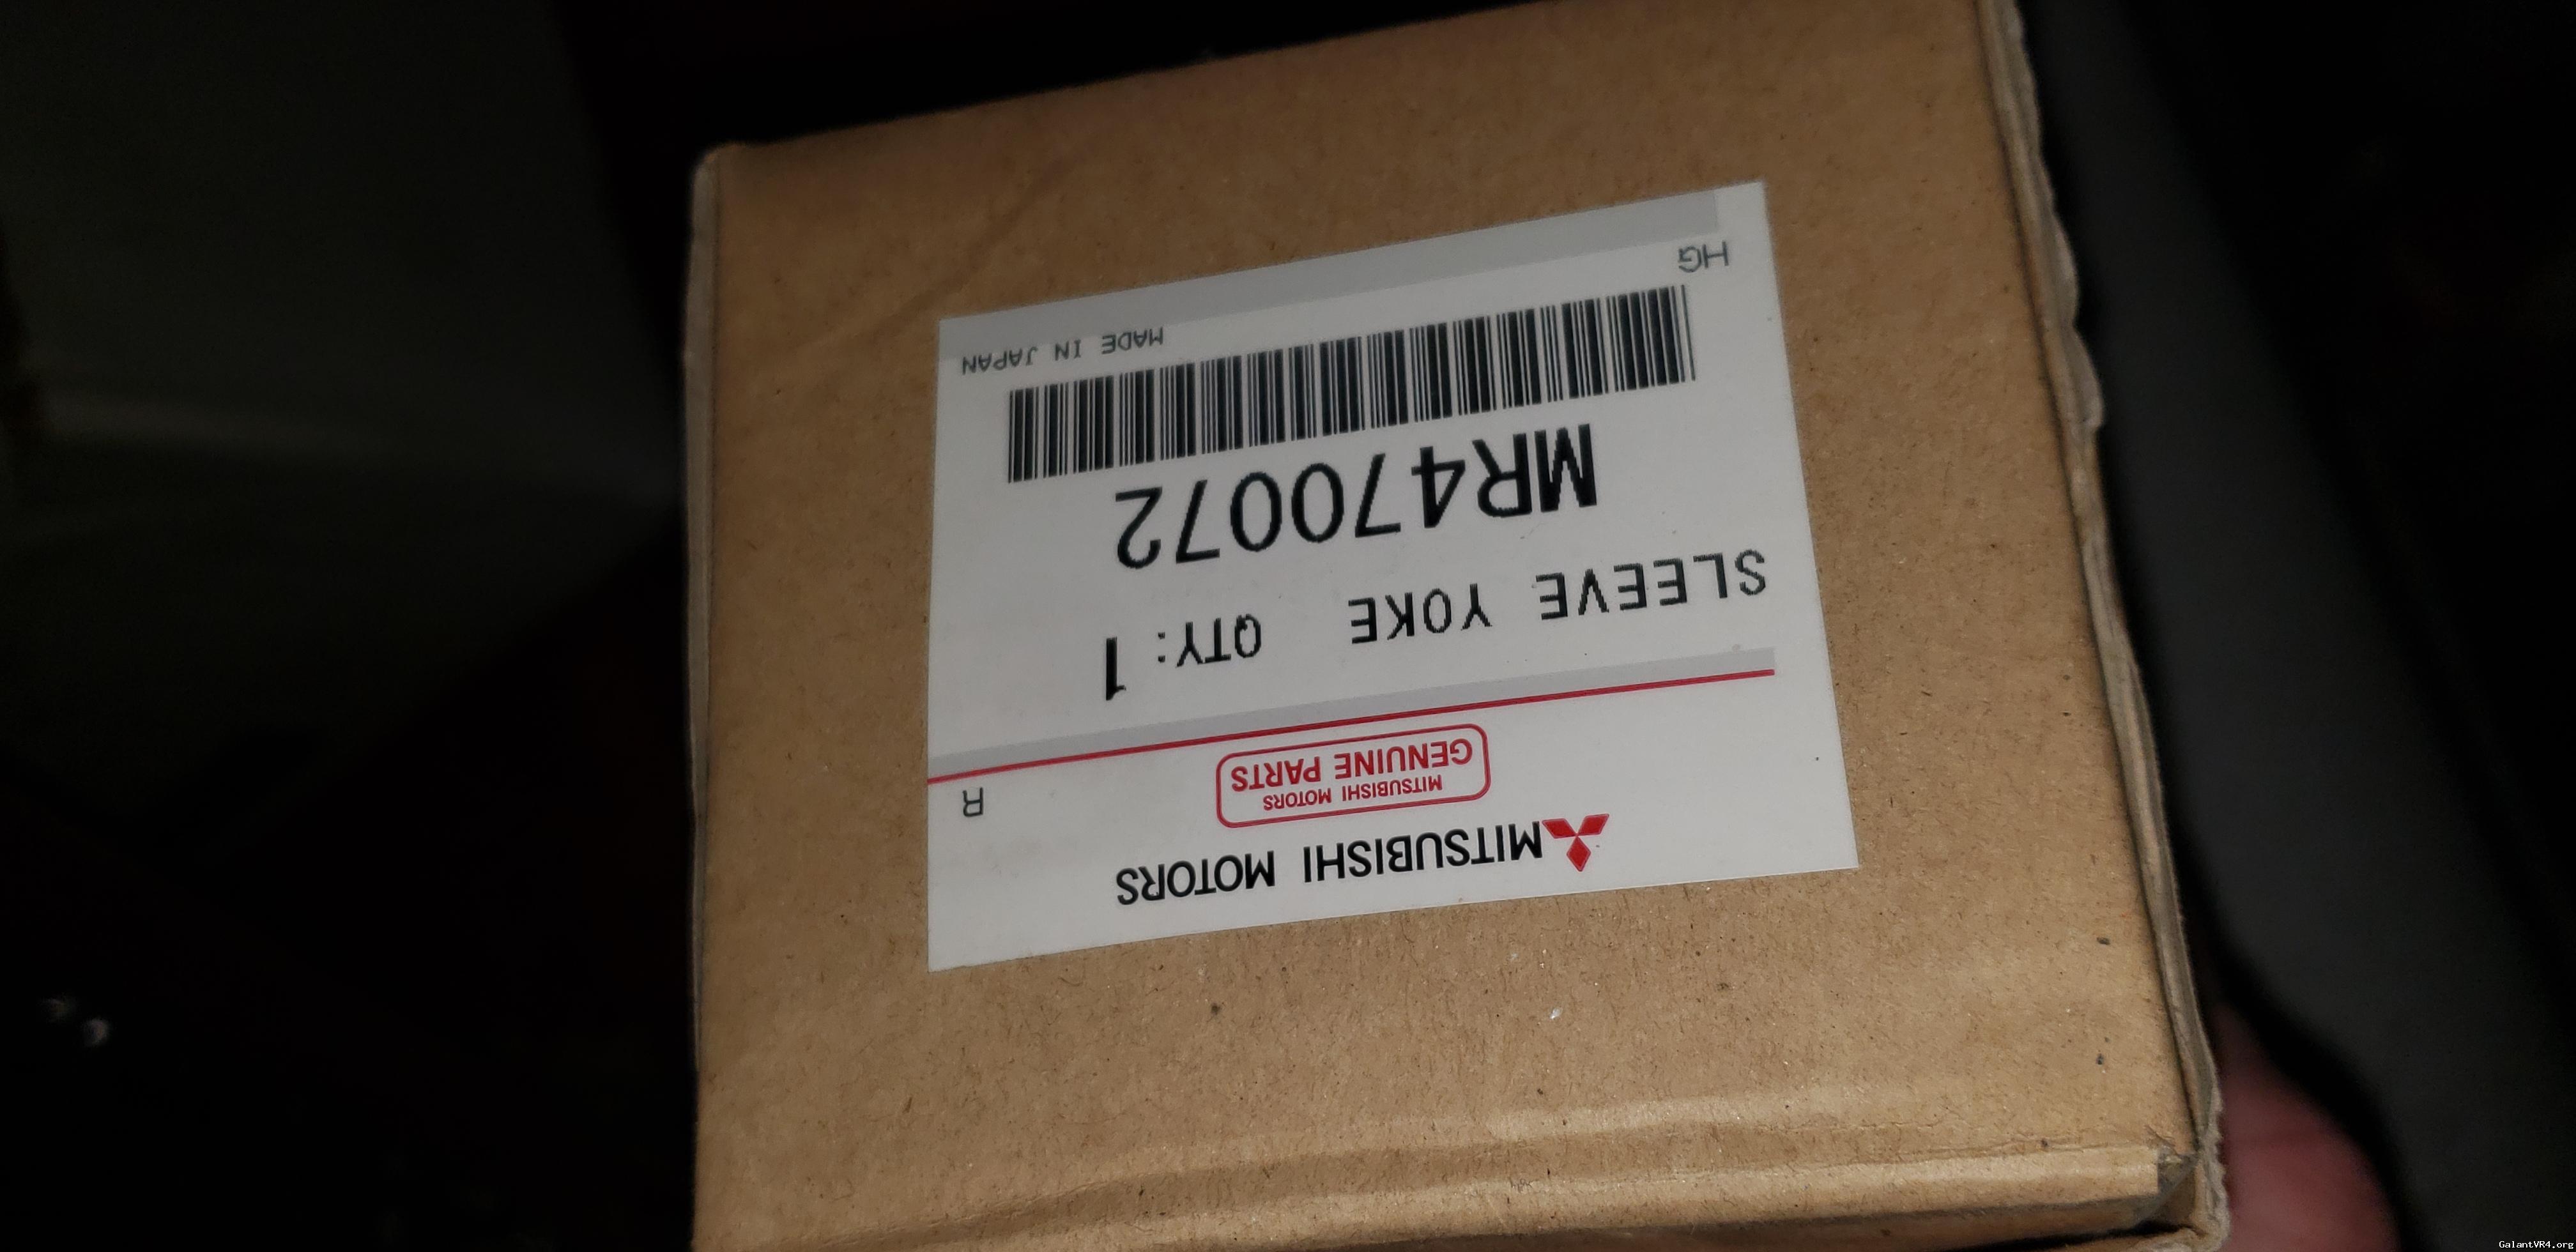 MITSUBISHI MOTORS
MITSUBISHI MOTORS
GENUINE PARTS
R
SLEEVE YOKE QTY: 1
MR470072
MADE IN JAPAN
HG
GalantVR4.org